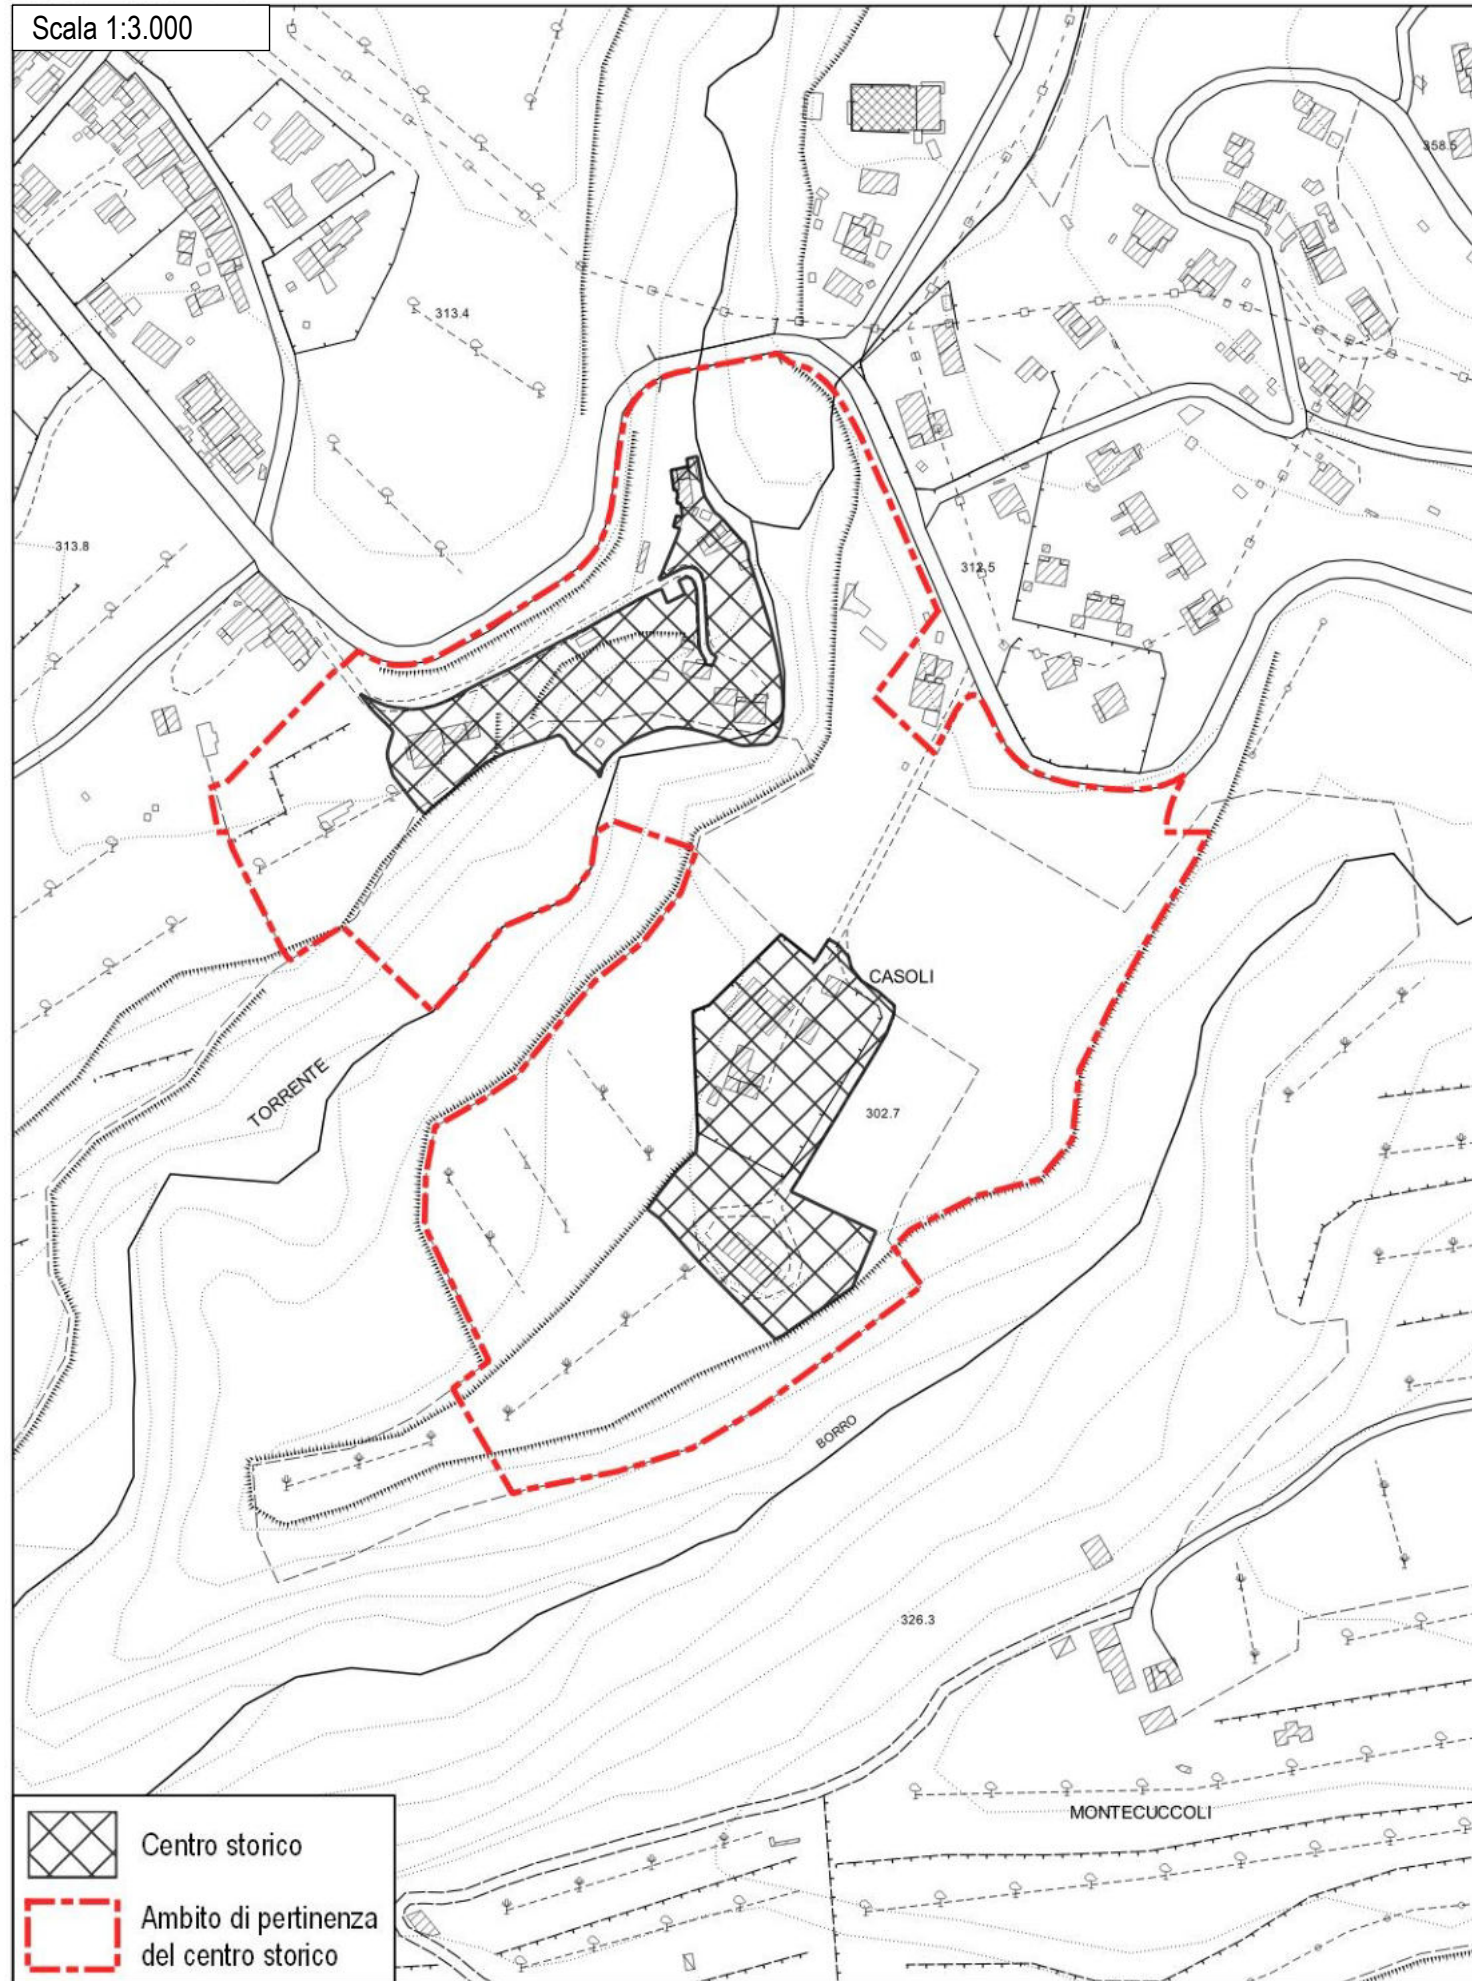 Scala 1:3.000
358.5
313.4
313.8
312.5
CASOLI
302.7
TORRENTE
BORRO
326.3
MONTECUCCOLI
Centro storico
Ambito di pertinenza
del centro storico